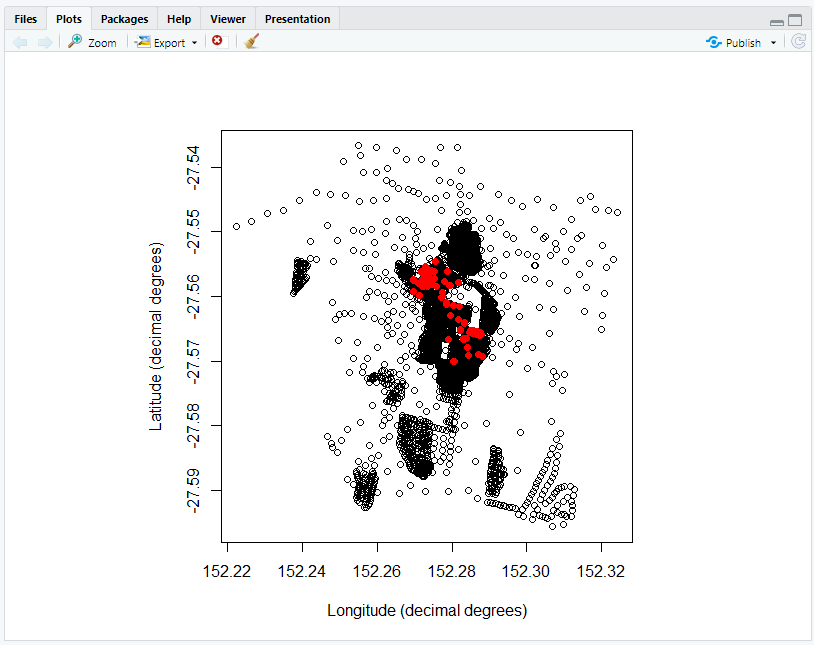 Files Plots Packages Help Viewer Presentation
Zoom Export Publish
-27.54
-27.55
-27.56
-27.57
-27.58
-27.59
Latitude (decimal degrees)
152.22 152.24 152.26 152.28 152.30 152.32
Longitude (decimal degrees)